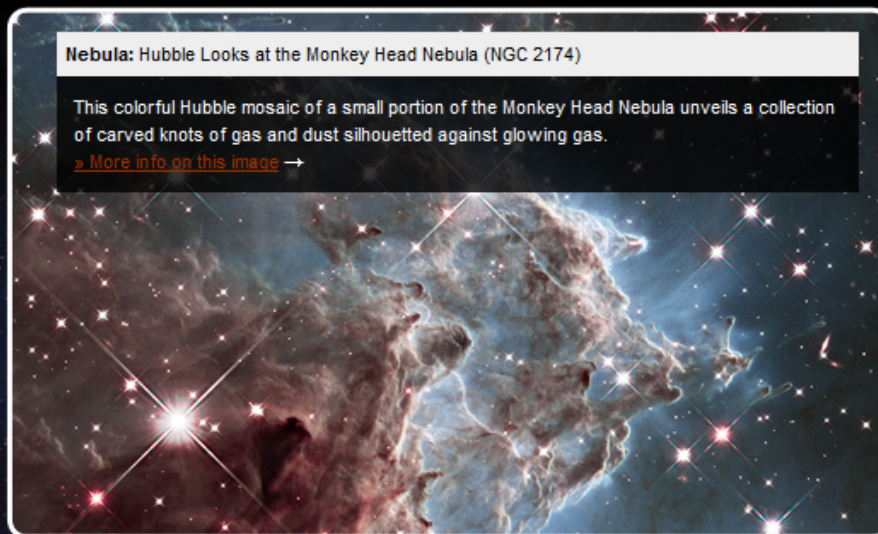 Nebula: Hubble Looks at the Monkey Head Nebula (NGC 2174)
This colorful Hubble mosaic of a small portion of the Monkey Head Nebula unveils a collection
of carved knots of gas and dust silhouetted against glowing gas.
» More info on this image →